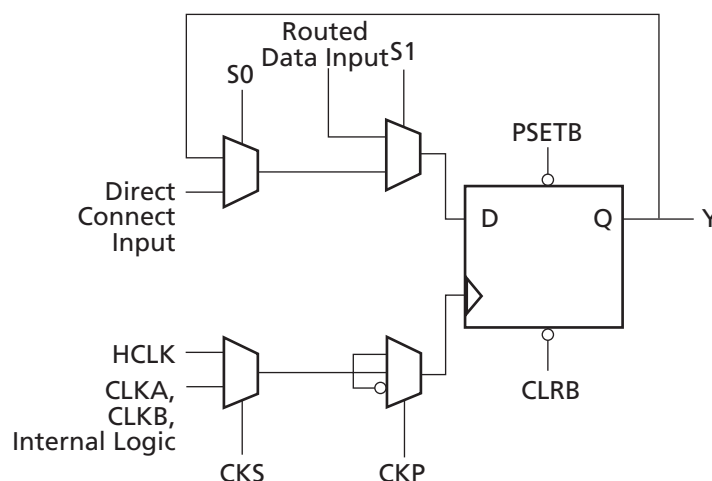 Routed
Data Input
S1
S0
PSETB
Direct
Connect
Input
D
Q
Y
HCLK
CLKA,
CLKB,
Internal Logic
CLRB
CKS
CKP